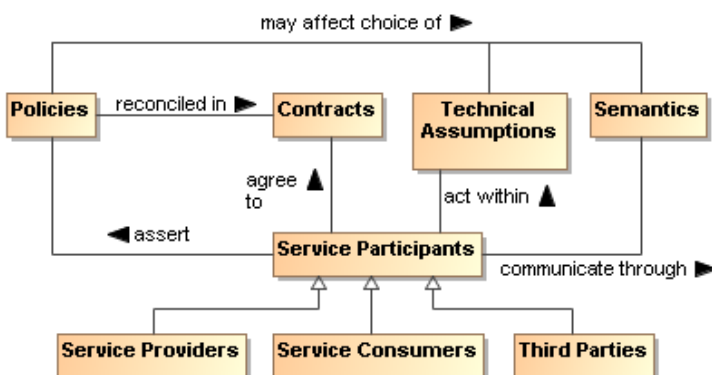 may affect choice of
Policies
reconciled in
Contracts
Technical
Assumptions
Semantics
agree
to
act within
assert
Service Participants
communicate through
Service Providers
Service Consumers
Third Parties